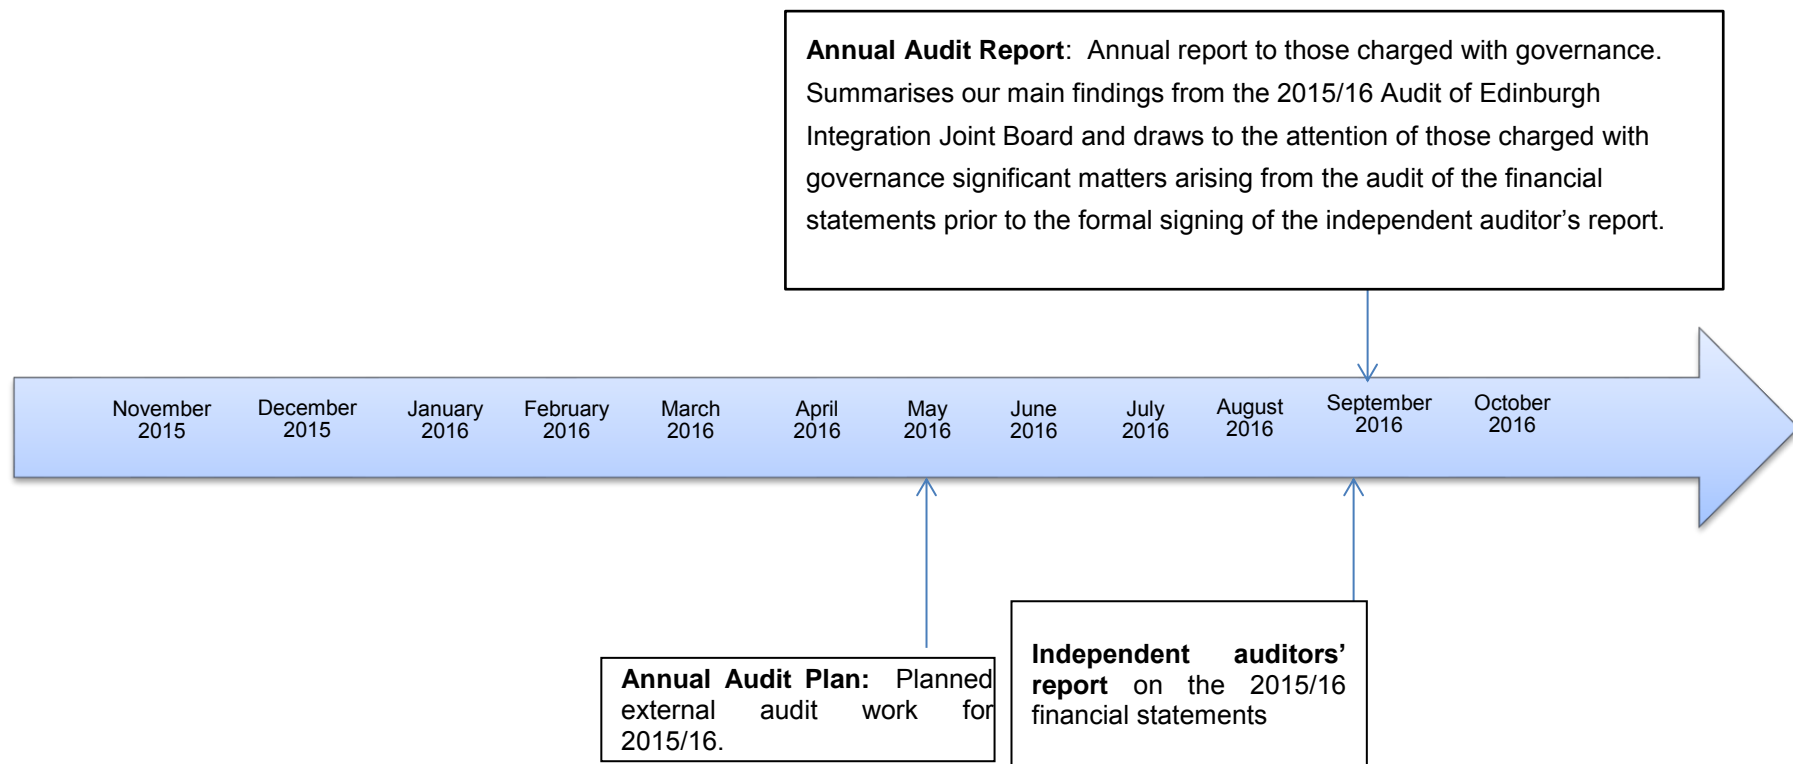 Annual Audit Report:  Annual report to those charged with governance.
Summarises our main findings from the 2015/16 Audit of Edinburgh
Integration Joint Board and draws to the attention of those charged with
governance significant matters arising from the audit of the financial
statements prior to the formal signing of the independent auditor’s report.
November
2015
December
2015
January
2016
February
2016
March
2016
April
2016
May
2016
June
2016
July
2016
August
2016
September
2016
October
2016
Annual Audit Plan:  Planned
external audit work for
2015/16.
Independent auditors’
report on the 2015/16
financial statements